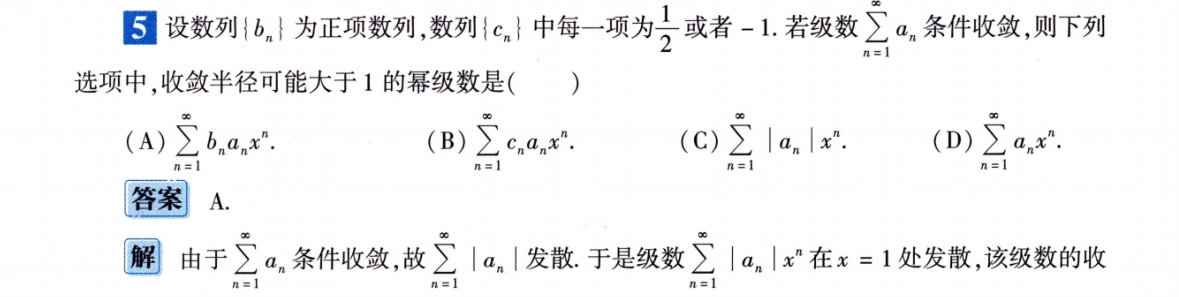 5 设数列{bₙ}为正项数列,数列{cₙ}中每一项为1/2或者-1.若级数∑_{n=1}^{∞} aₙ条件收敛,则下列
选项中,收敛半径可能大于1的幂级数是( )
(A)∑_{n=1}^{∞} bₙaₙxⁿ. (B)∑_{n=1}^{∞} cₙaₙxⁿ. (C)∑_{n=1}^{∞} |aₙ|xⁿ. (D)∑_{n=1}^{∞} aₙxⁿ.
答案 A.
解 由于∑_{n=1}^{∞} aₙ条件收敛,故∑_{n=1}^{∞} |aₙ|发散.于是级数∑_{n=1}^{∞} |aₙ|xⁿ在x=1处发散,该级数的收